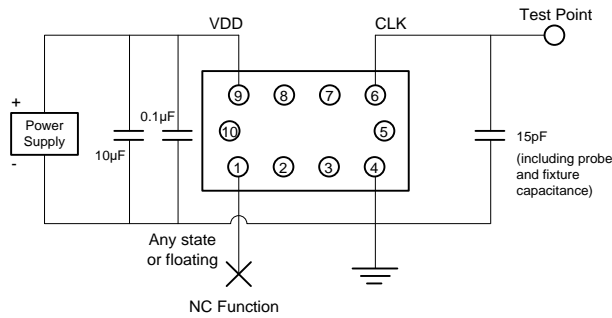 VDD
CLK
Test Point
+
Power
Supply
-
10µF
0.1µF
9
8
7
6
10
5
1
2
3
4
15pF
(including probe
and fixture
capacitance)
Any state
or floating
NC Function